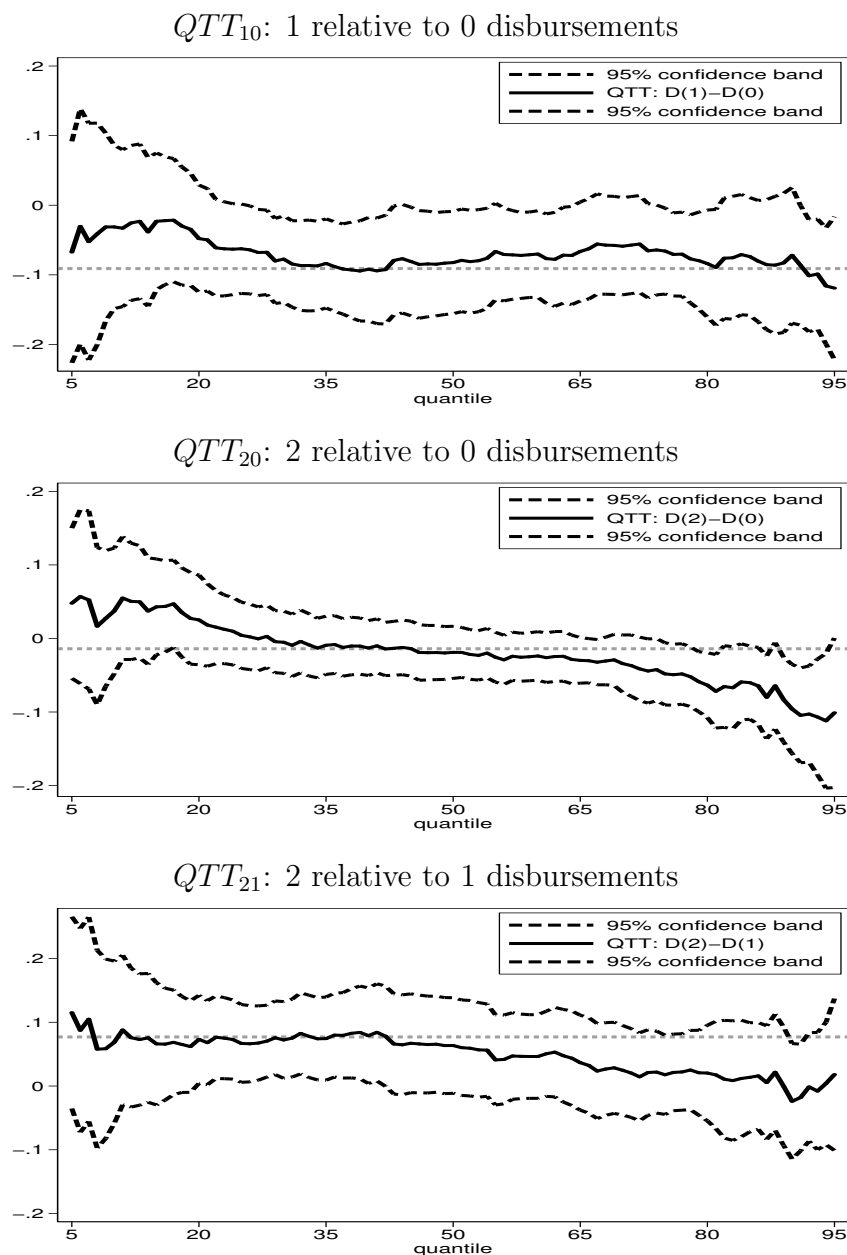 QTT10: 1 relative to 0 disbursements
.2
95% confidence band
QTT: D(1)−D(0)
95% confidence band
.1
0
−.1
−.2
5 20 35 50 65 80 95
quantile
QTT20: 2 relative to 0 disbursements
.2
95% confidence band
QTT: D(2)−D(0)
95% confidence band
.1
0
−.1
−.2
5 20 35 50 65 80 95
quantile
QTT21: 2 relative to 1 disbursements
95% confidence band
QTT: D(2)−D(1)
95% confidence band
.2
.1
0
−.1
−.2
5 20 35 50 65 80 95
quantile